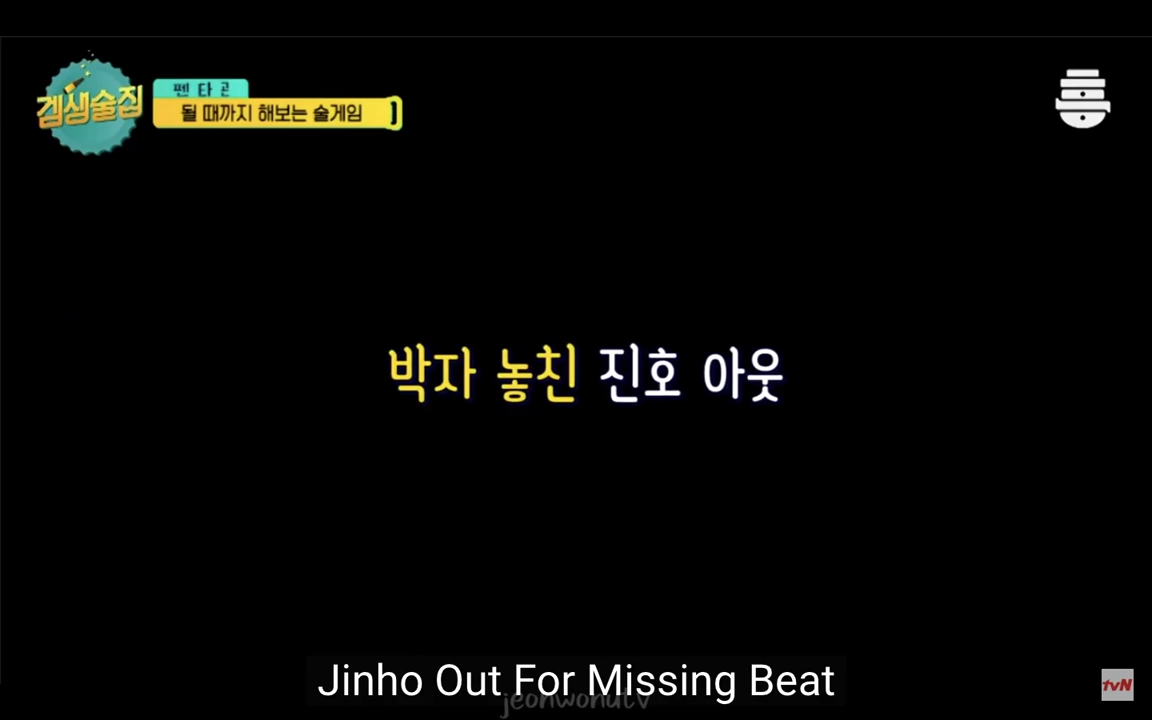 겜생술집
펜타곤
될 때까지 해보는 술게임
박자 놓친 진호 아웃
Jinho Out For Missing Beat
jeonwonutv
tvN